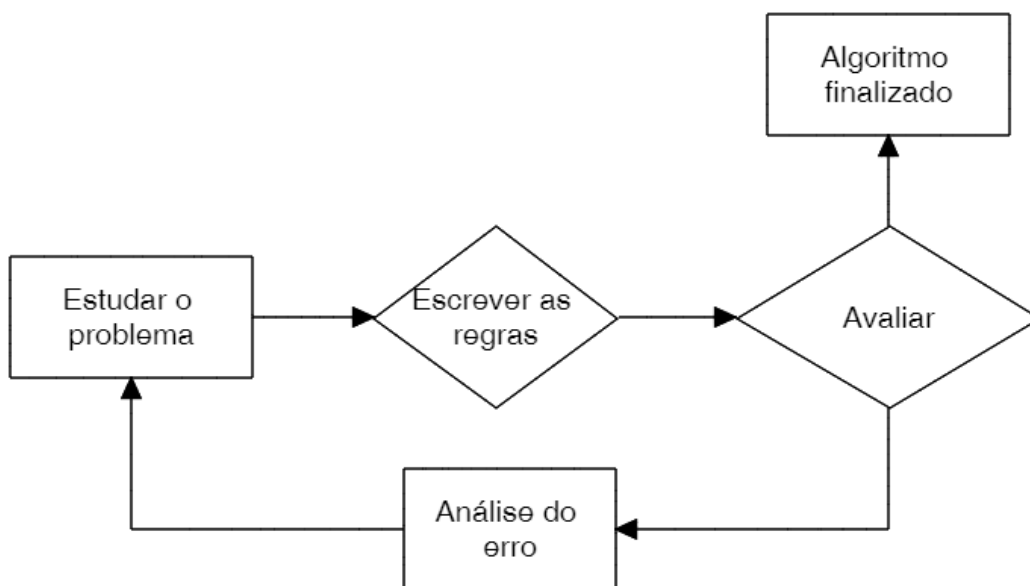 Algoritmo
finalizado
Estudar o
problema
Escrever as
regras
Avaliar
Análise do
erro